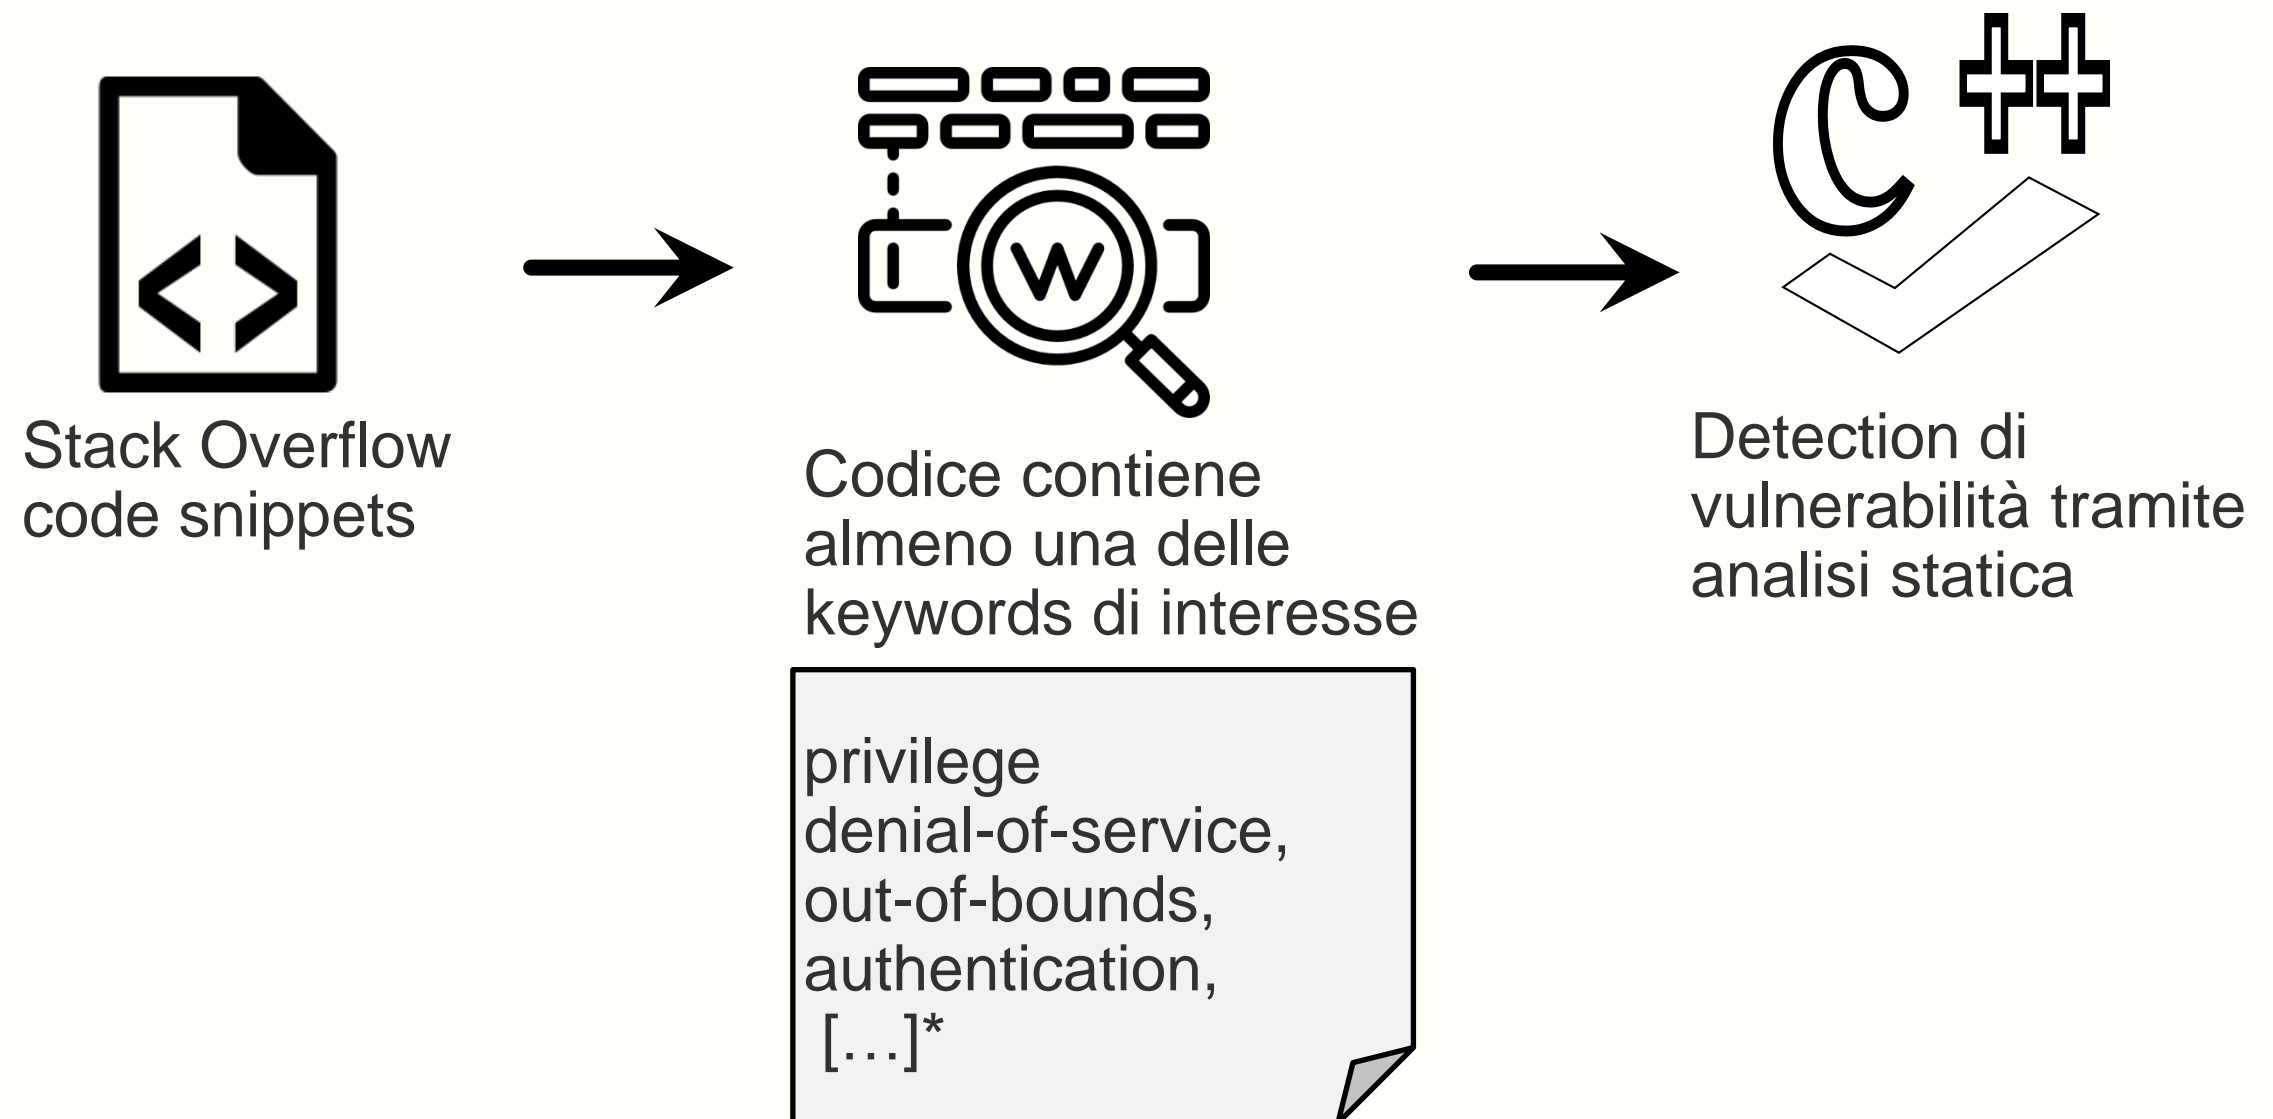 C++
W
Stack Overflow
code snippets
Codice contiene
almeno una delle
keywords di interesse
Detection di
vulnerabilità tramite
analisi statica
privilege
denial-of-service,
out-of-bounds,
authentication,
[…]*